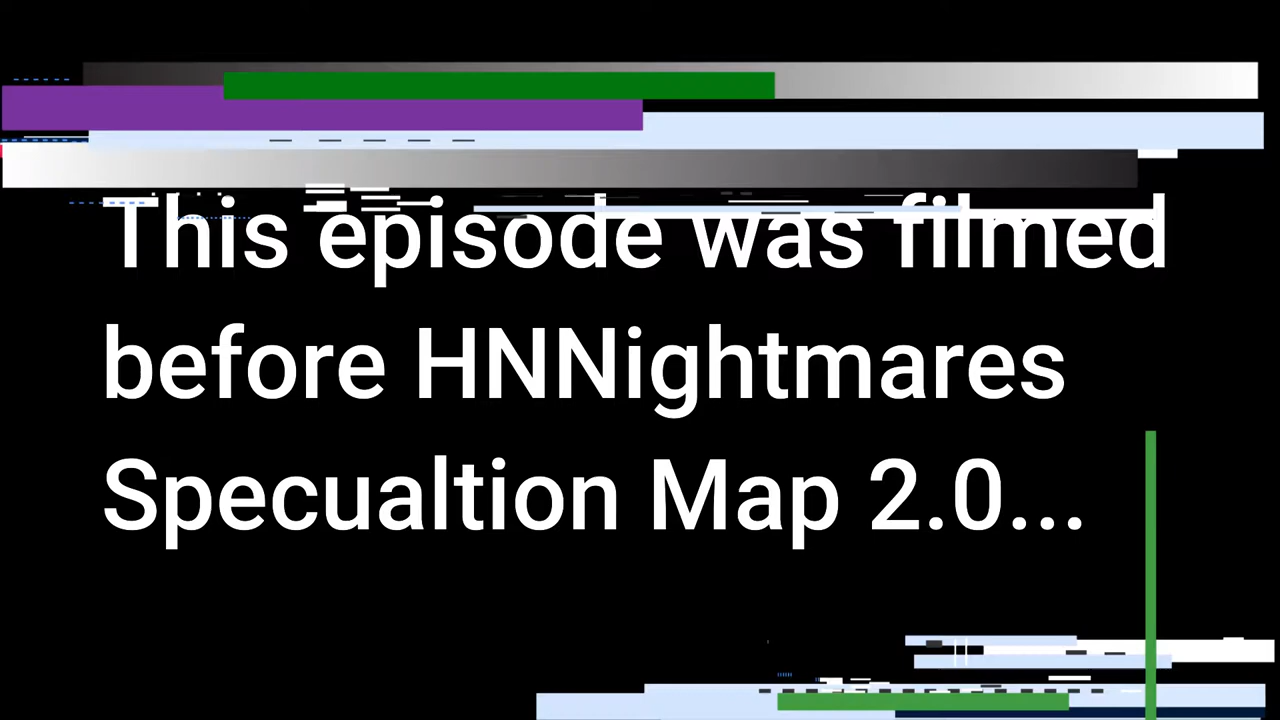 This episode was filmed
before HNNightmares
Specualtion Map 2.0...